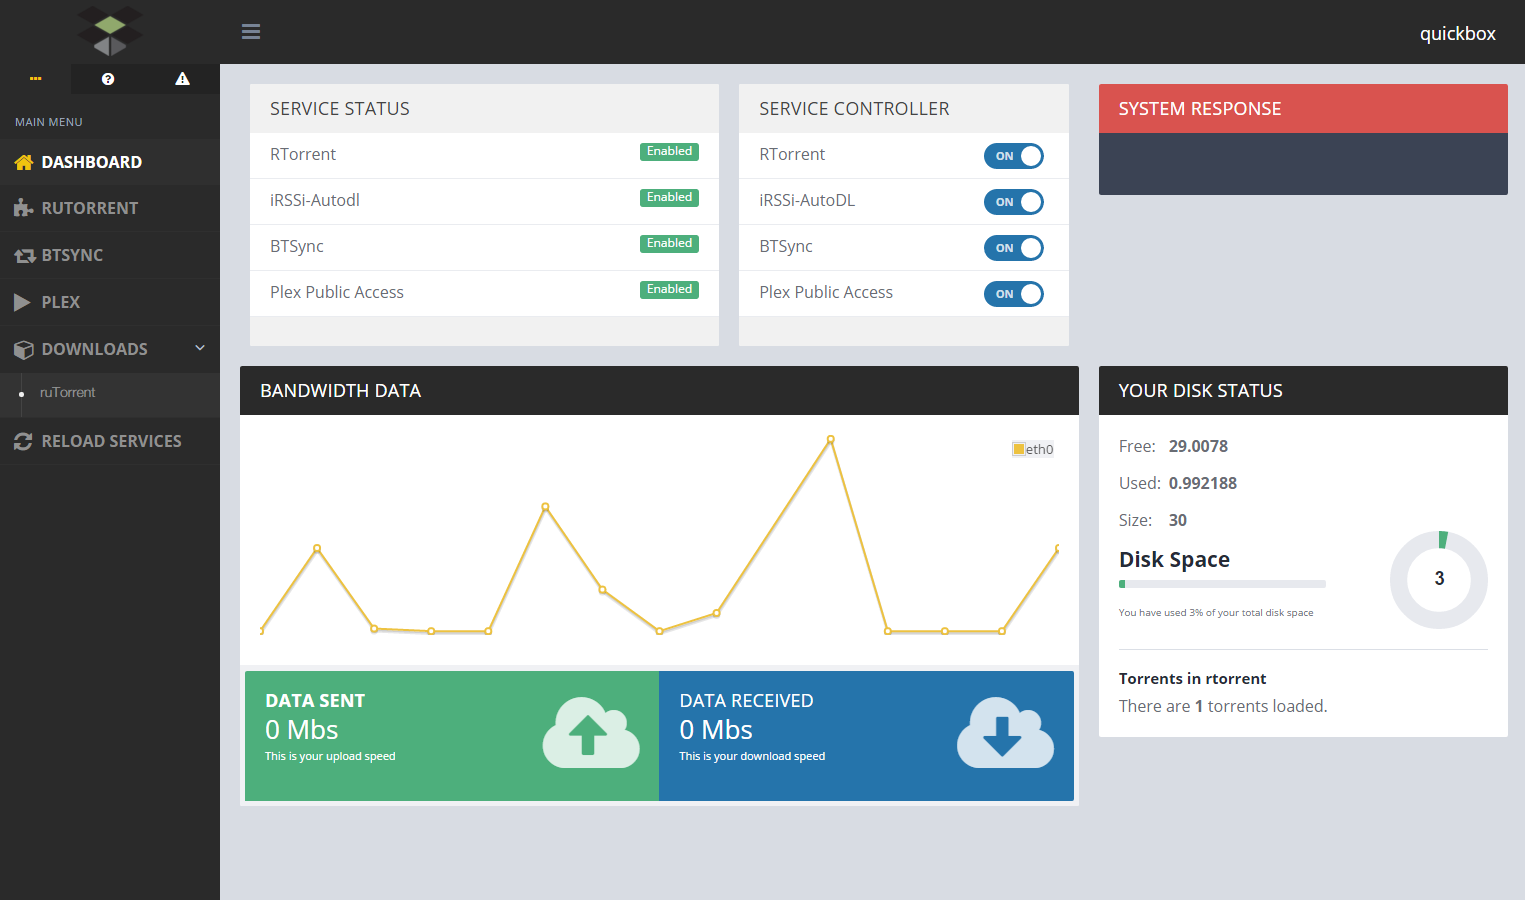 quickbox
MAIN MENU
DASHBOARD
RUTORRENT
BTSYNC
PLEX
DOWNLOADS
ruTorrent
RELOAD SERVICES
SERVICE STATUS
RTorrent Enabled
iRSSi-Autodl Enabled
BTSync Enabled
Plex Public Access Enabled
SERVICE CONTROLLER
RTorrent ON
iRSSi-AutoDL ON
BTSync ON
Plex Public Access ON
SYSTEM RESPONSE
BANDWIDTH DATA
eth0
DATA SENT
0 Mbs
This is your upload speed
DATA RECEIVED
0 Mbs
This is your download speed
YOUR DISK STATUS
Free: 29.0078
Used: 0.992188
Size: 30
Disk Space
3
You have used 3% of your total disk space
Torrents in rtorrent
There are 1 torrents loaded.